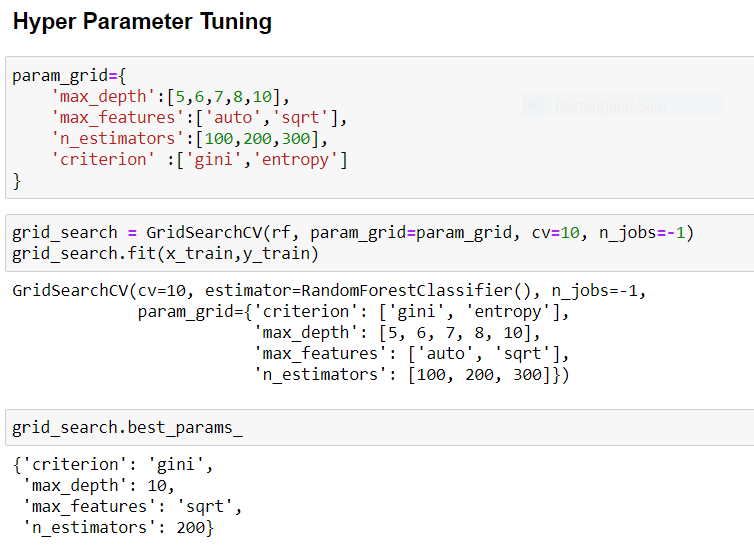 Hyper Parameter Tuning
param_grid={
    'max_depth':[5,6,7,8,10],
Rectangular Snip
    'max_features':['auto','sqrt'],
    'n_estimators':[100,200,300],
    'criterion' :['gini','entropy']
}
grid_search = GridSearchCV(rf, param_grid=param_grid, cv=10, n_jobs=-1)
grid_search.fit(x_train,y_train)
GridSearchCV(cv=10, estimator=RandomForestClassifier(), n_jobs=-1,
             param_grid={'criterion': ['gini', 'entropy'],
                         'max_depth': [5, 6, 7, 8, 10],
                         'max_features': ['auto', 'sqrt'],
                         'n_estimators': [100, 200, 300]})
grid_search.best_params_
{'criterion': 'gini',
 'max_depth': 10,
 'max_features': 'sqrt',
 'n_estimators': 200}